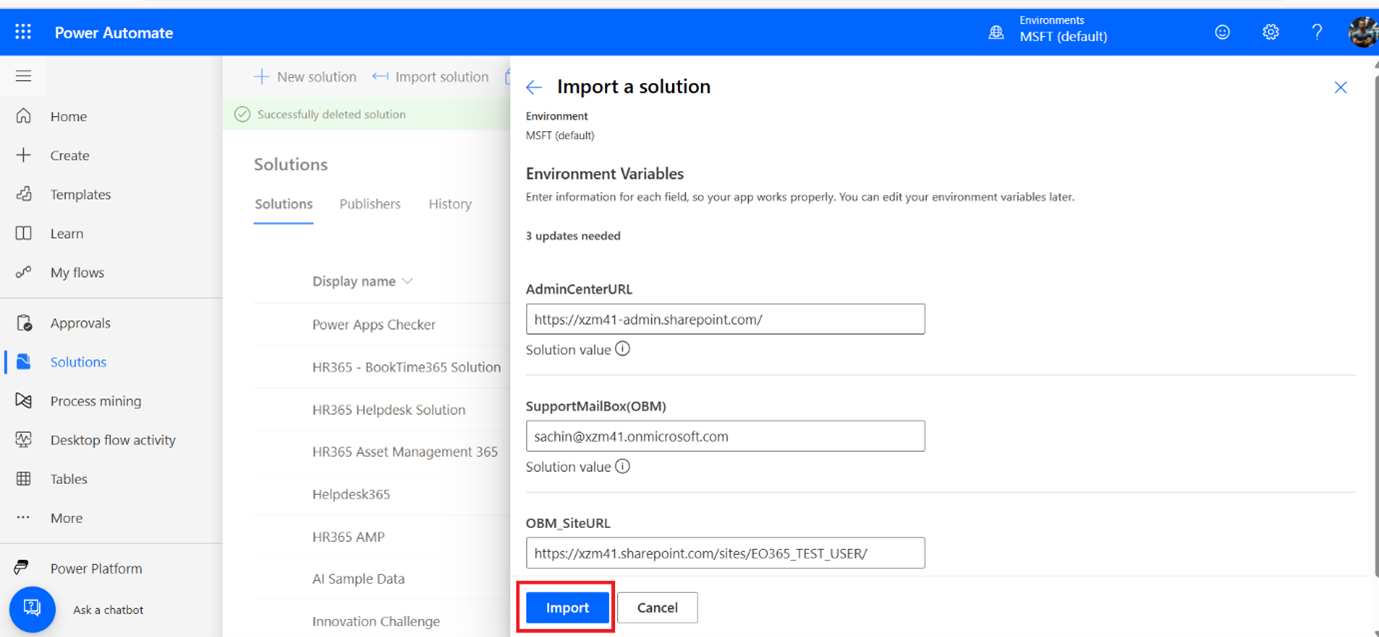 Power Automate
Environments
MSFT (default)
Home
Create
Templates
Learn
My flows
Approvals
Solutions
Process mining
Desktop flow activity
Tables
More
Power Platform
Ask a chatbot
New solution
Import solution
Successfully deleted solution
Solutions
Solutions Publishers History
Display name
Power Apps Checker
HR365 - BookTime365 Solution
HR365 Helpdesk Solution
HR365 Asset Management 365
Helpdesk365
HR365 AMP
AI Sample Data
Innovation Challenge
Import a solution
Environment
MSFT (default)
Environment Variables
Enter information for each field, so your app works properly. You can edit your environment variables later.
3 updates needed
AdminCenterURL
https://xzm41-admin.sharepoint.com/
Solution value
SupportMailBox(OBM)
sachin@xzm41.onmicrosoft.com
Solution value
OBM_SiteURL
https://xzm41.sharepoint.com/sites/EO365_TEST_USER/
Import Cancel